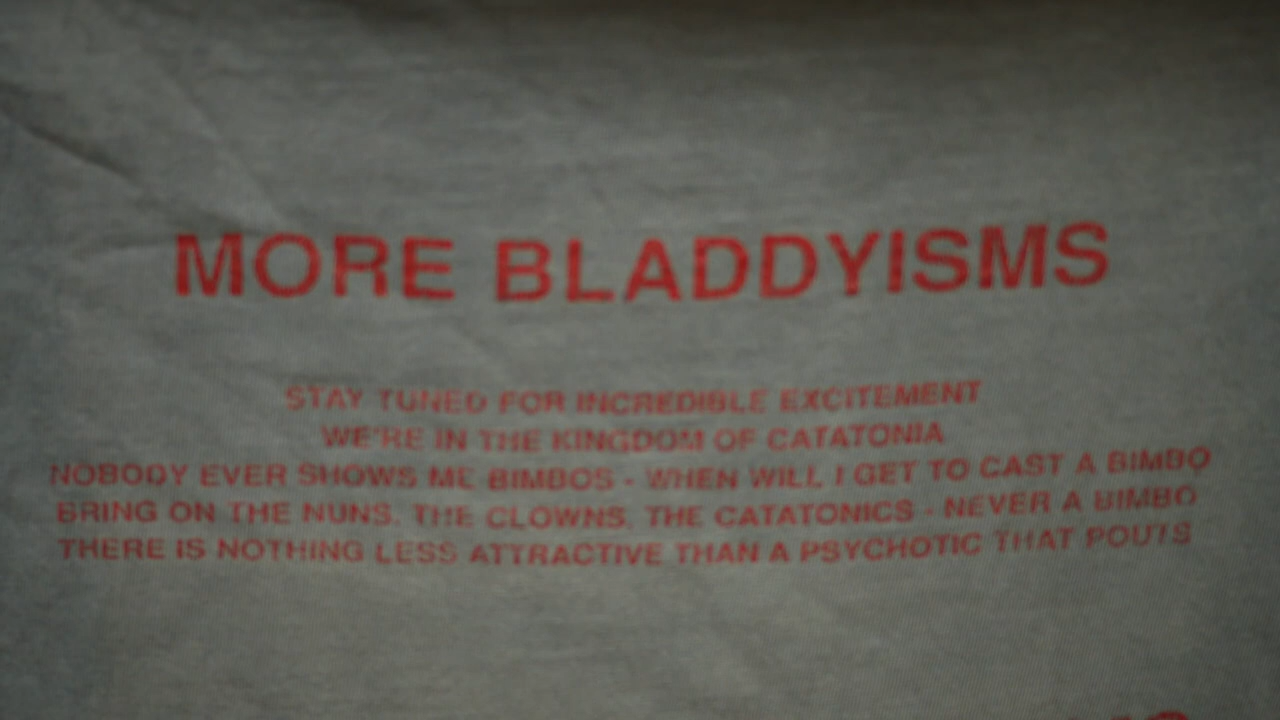 MORE BLADDYISMS
STAY TUNED FOR INCREDIBLE EXCITEMENT
WE'RE IN THE KINGDOM OF CATATONIA
NOBODY EVER SHOWS ME BIMBOS - WHEN WILL I GET TO CAST A BIMBO
BRING ON THE NUNS, THE CLOWNS, THE CATATONICS - NEVER A BIMBO
THERE IS NOTHING LESS ATTRACTIVE THAN A PSYCHOTIC THAT POUTS